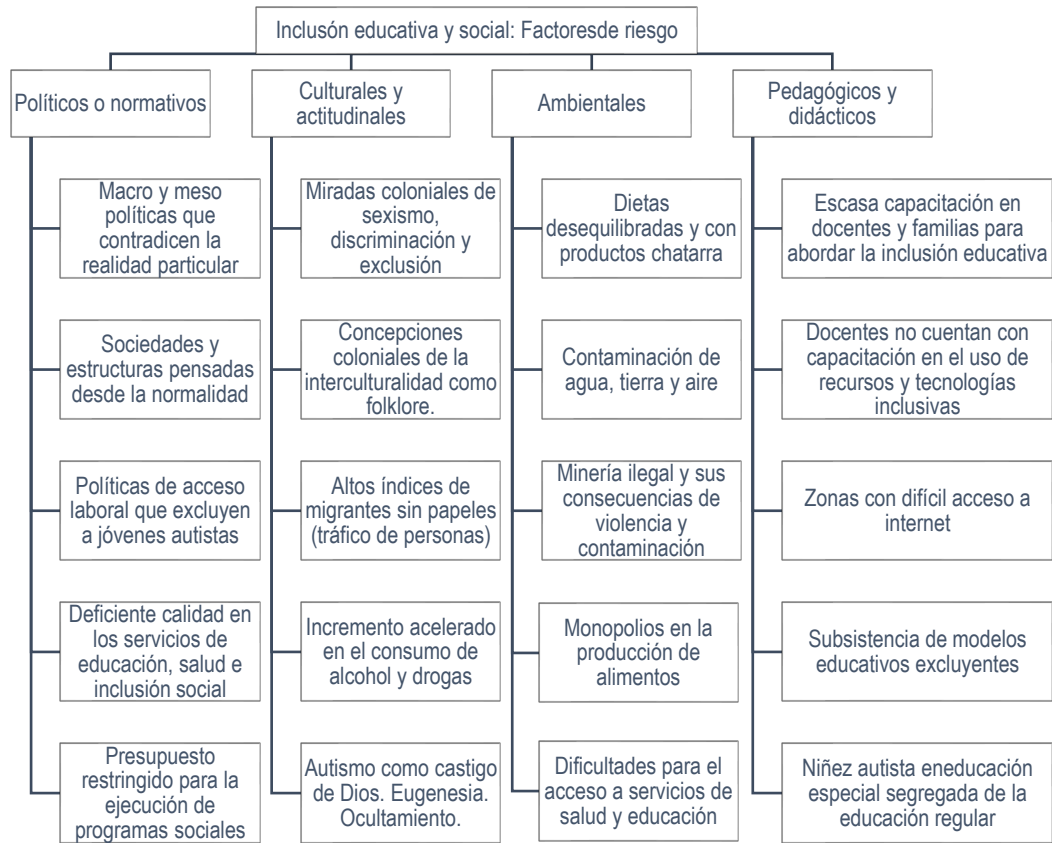 Inclusón educativa y social: Factoresde riesgo
Políticos o normativos
Macro y meso
políticas que
contradicen la
realidad particular
Sociedades y
estructuras pensadas
desde la normalidad
Políticas de acceso
laboral que excluyen
a jóvenes autistas
Deficiente calidad en
los servicios de
educación, salud e
inclusión social
Presupuesto
restringido para la
ejecución de
programas sociales
Culturales y
actitudinales
Miradas coloniales de
sexismo,
discriminación y
exclusión
Concepciones
coloniales de la
interculturalidad como
folklore.
Altos índices de
migrantes sin papeles
(tráfico de personas)
Incremento acelerado
en el consumo de
alcohol y drogas
Autismo como castigo
de Dios. Eugenesia.
Ocultamiento.
Ambientales
Dietas
desequilibradas y con
productos chatarra
Contaminación de
agua, tierra y aire
Minería ilegal y sus
consecuencias de
violencia y
contaminación
Monopolios en la
producción de
alimentos
Dificultades para el
acceso a servicios de
salud y educación
Pedagógicos y
didácticos
Escasa capacitación en
docentes y familias para
abordar la inclusión educativa
Docentes no cuentan con
capacitación en el uso de
recursos y tecnologías
inclusivas
Zonas con difícil acceso a
internet
Subsistencia de modelos
educativos excluyentes
Niñez autista eneducación
especial segregada de la
educación regular